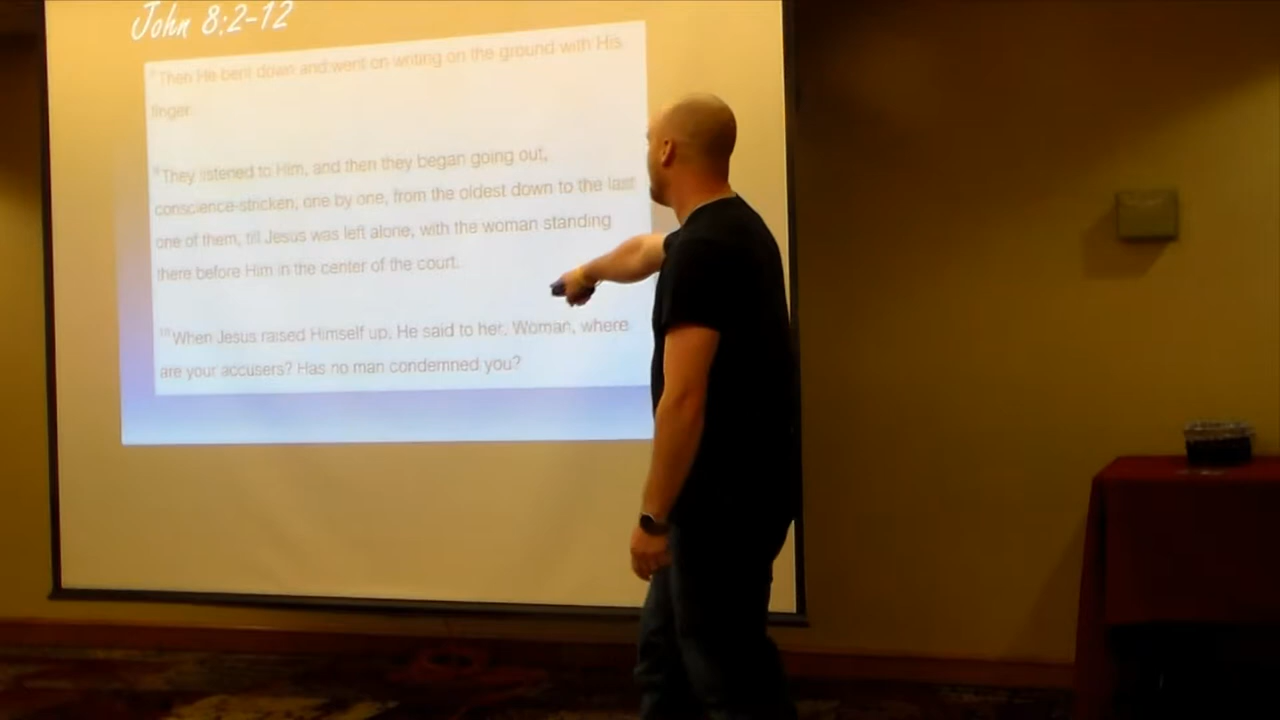 John 8:2-12
8Then He bent down and went on writing on the ground with His
finger.
9They listened to Him, and then they began going out,
conscience-stricken, one by one, from the oldest down to the last
one of them, till Jesus was left alone, with the woman standing
there before Him in the center of the court.
10When Jesus raised Himself up, He said to her, Woman, where
are your accusers? Has no man condemned you?